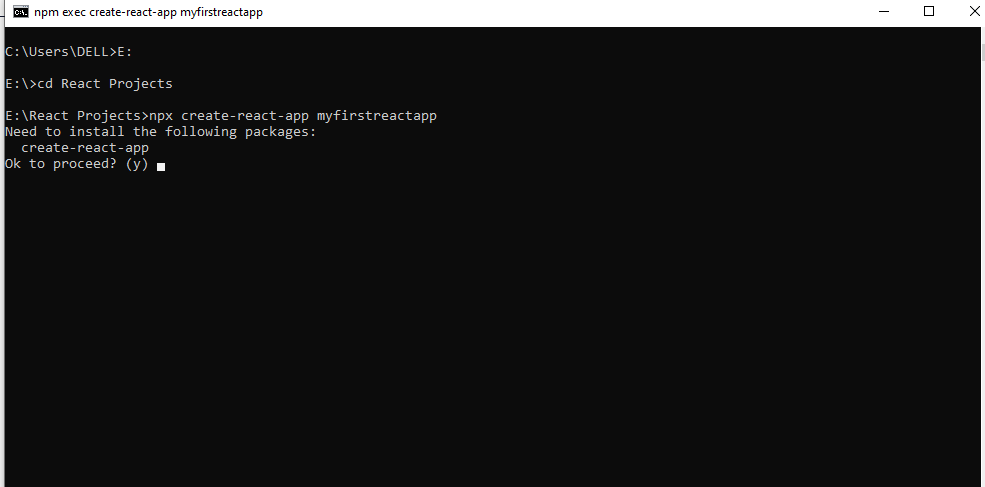 npm exec create-react-app myfirstreactapp
C:\Users\DELL>E:
E:\>cd React Projects
E:\React Projects>npx create-react-app myfirstreactapp
Need to install the following packages:
  create-react-app
Ok to proceed? (y)